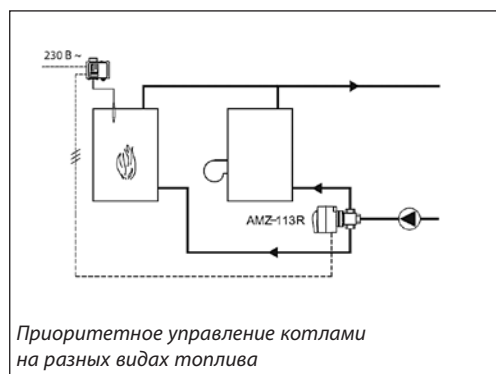 230 В ~
AMZ-113R
Приоритетное управление котлами
на разных видах топлива